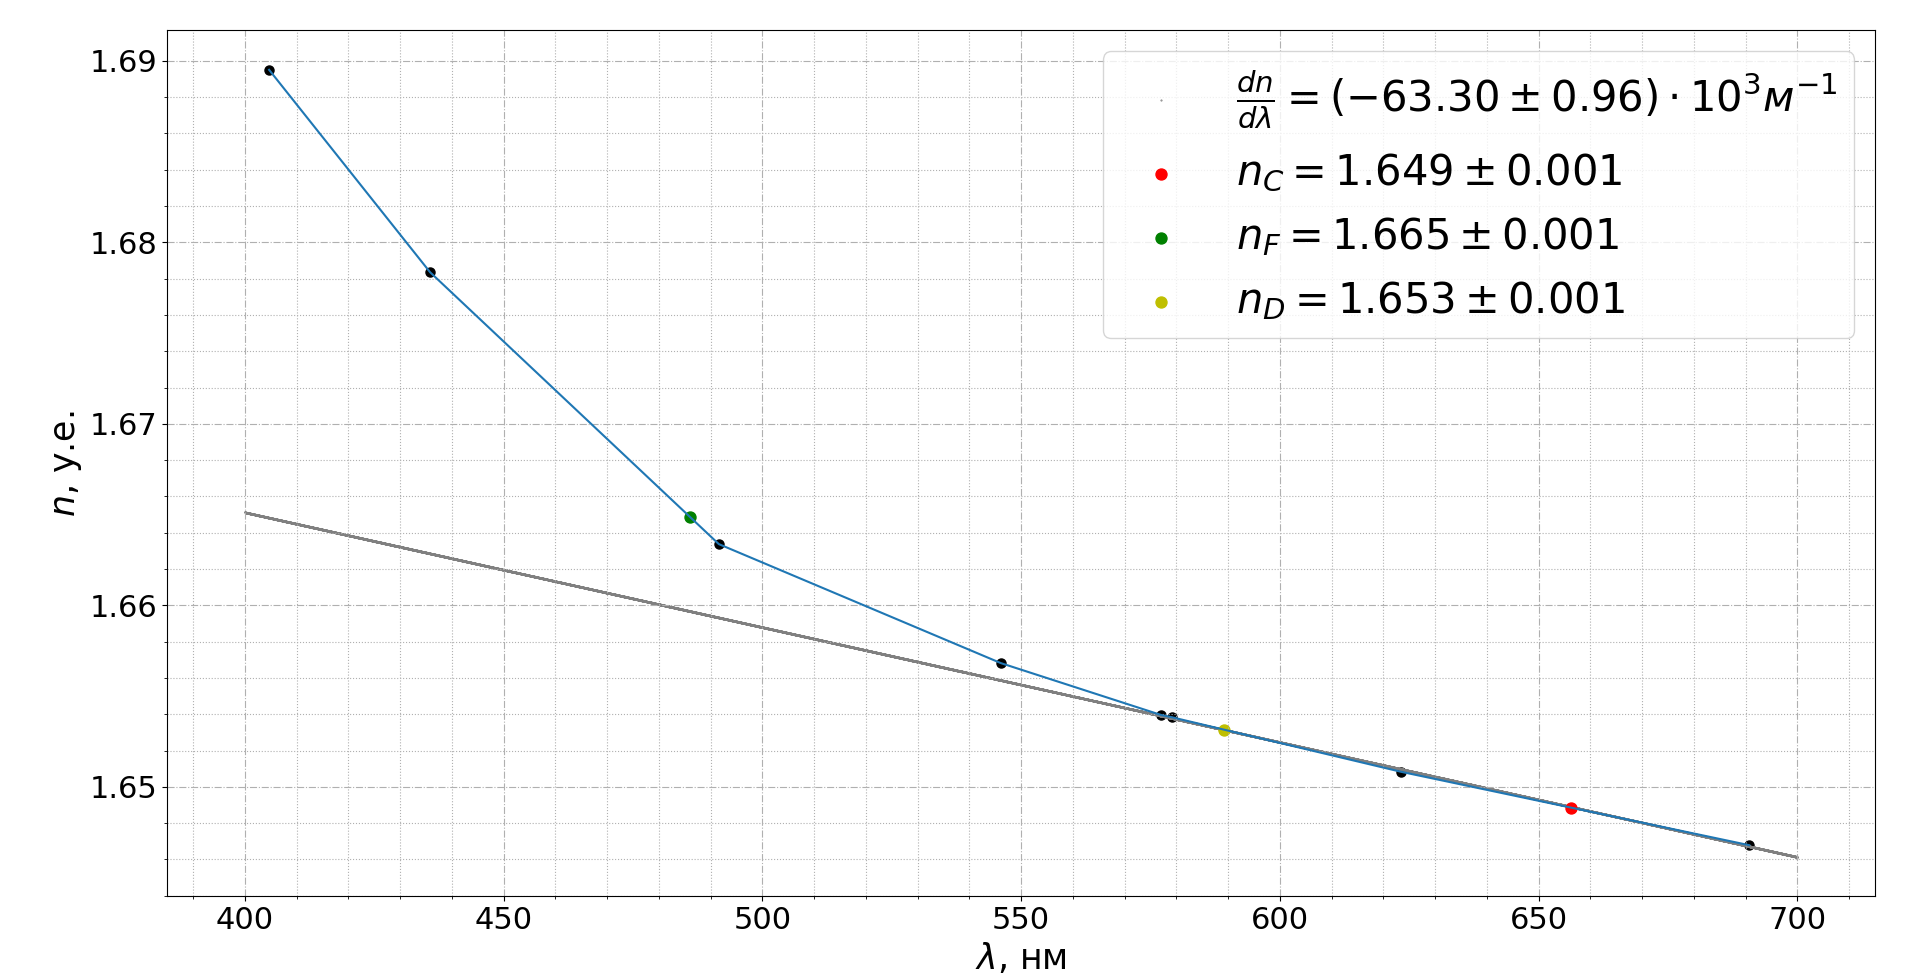 1.69
1.68
1.67
1.66
1.65
n, у.е.
dn/dλ = (−63.30 ± 0.96) · 10³м⁻¹
n_C = 1.649 ± 0.001
n_F = 1.665 ± 0.001
n_D = 1.653 ± 0.001
400 450 500 550 600 650 700
λ, нм